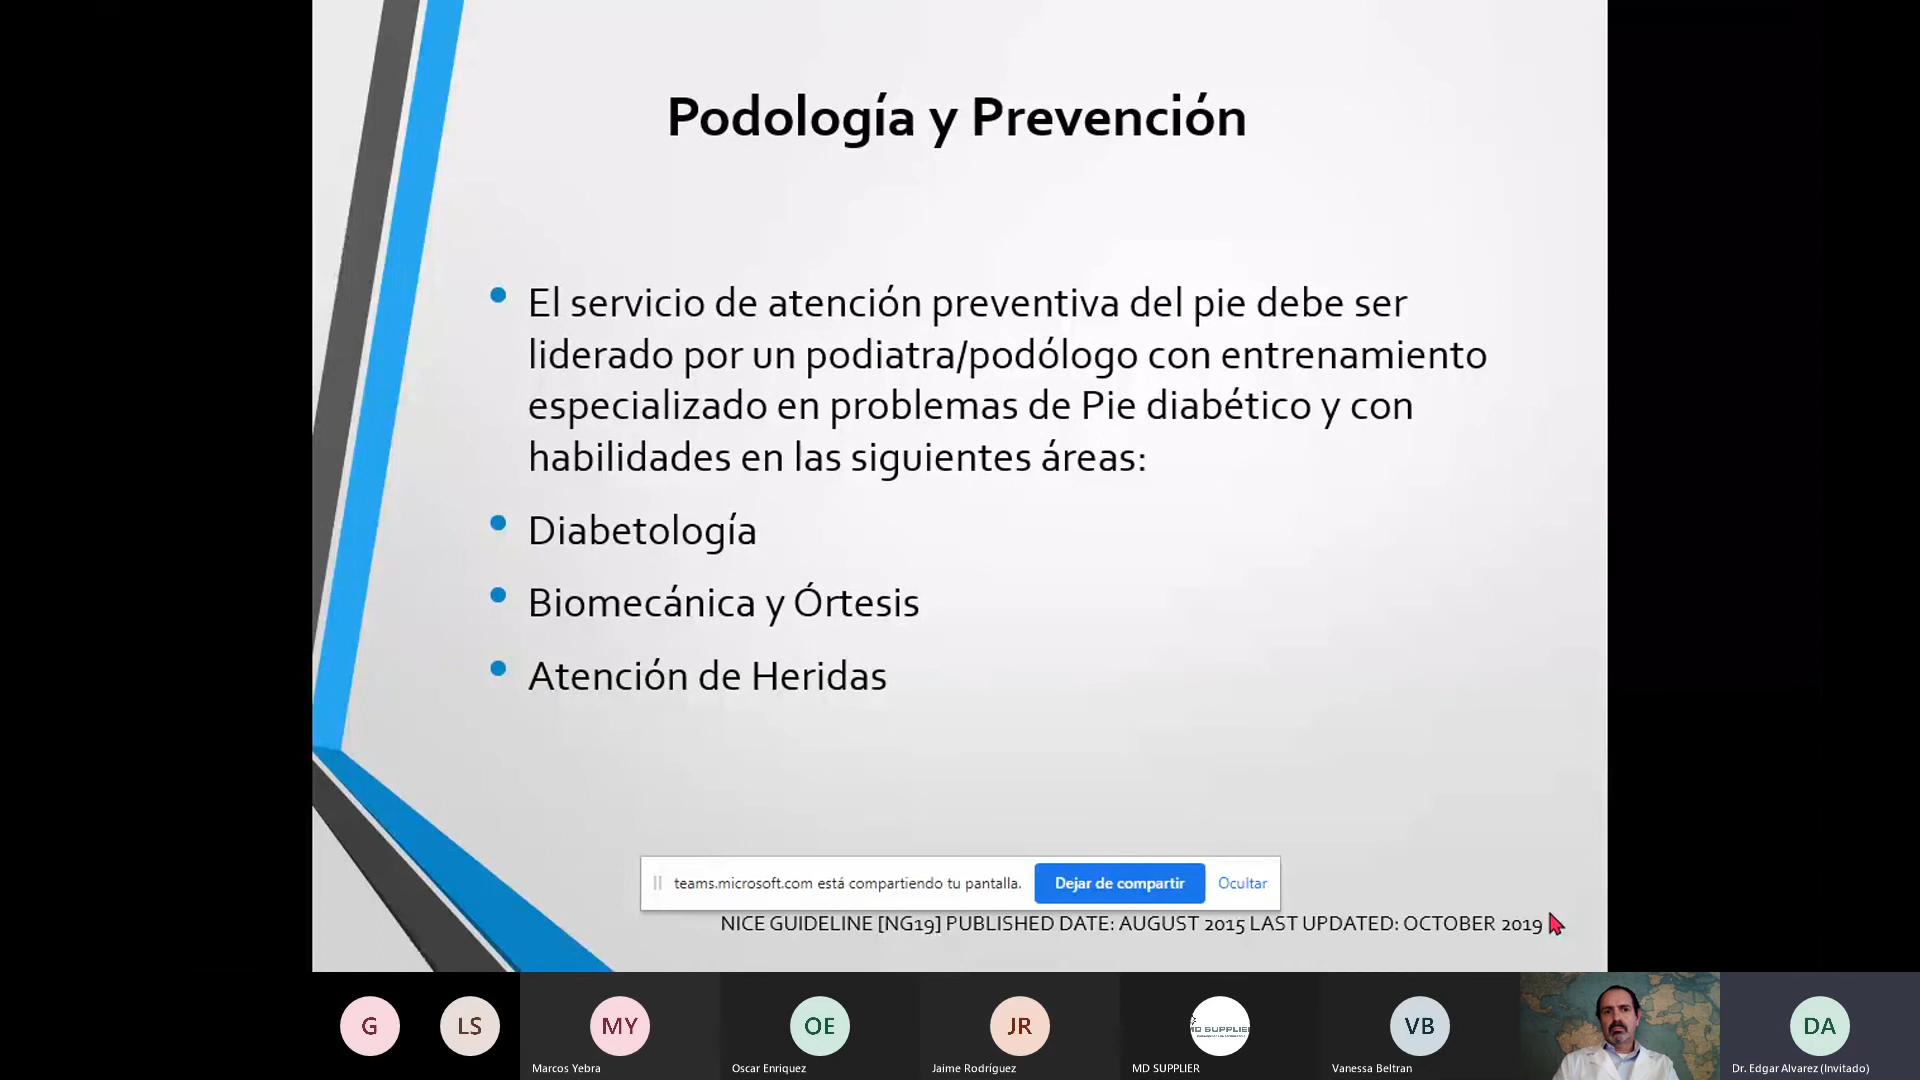 Podología y Prevención
El servicio de atención preventiva del pie debe ser
liderado por un podiatra/podólogo con entrenamiento
especializado en problemas de Pie diabético y con
habilidades en las siguientes áreas:
Diabetología
Biomecánica y Órtesis
Atención de Heridas
teams.microsoft.com está compartiendo tu pantalla. Dejar de compartir Ocultar
NICE GUIDELINE [NG19] PUBLISHED DATE: AUGUST 2015 LAST UPDATED: OCTOBER 2019
G LS MY OE JR MD SUPPLIER VB DA
Marcos Yebra Oscar Enriquez Jaime Rodríguez MD SUPPLIER Vanessa Beltran Dr. Edgar Alvarez (Invitado)